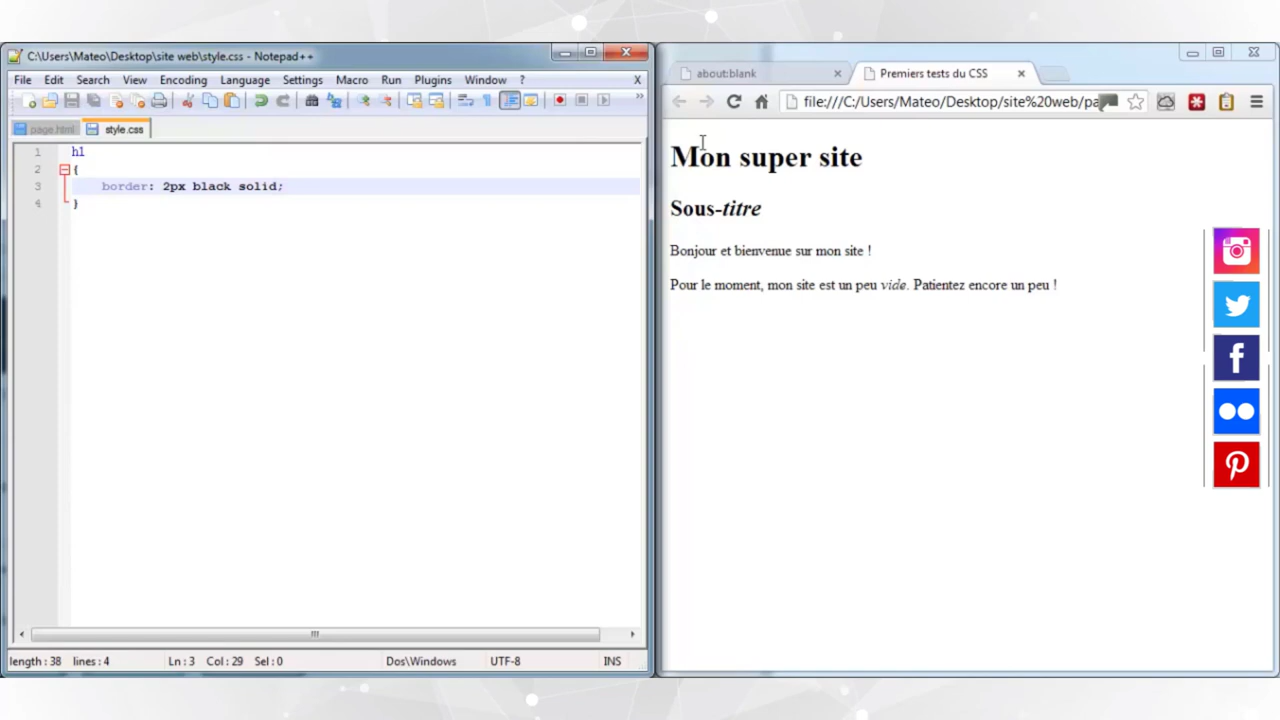 C:\Users\Mateo\Desktop\site web\style.css - Notepad++
File Edit Search View Encoding Language Settings Macro Run Plugins Window ? X
page.html style.css
1 h1
2 {
3 border: 2px black solid;
4 }
length : 38 lines : 4 Ln : 3 Col : 29 Sel : 0 Dos\Windows UTF-8 INS
about:blank Premiers tests du CSS
file:///C:/Users/Mateo/Desktop/site%20web/pa
Mon super site
Sous-titre
Bonjour et bienvenue sur mon site !
Pour le moment, mon site est un peu vide. Patientez encore un peu !